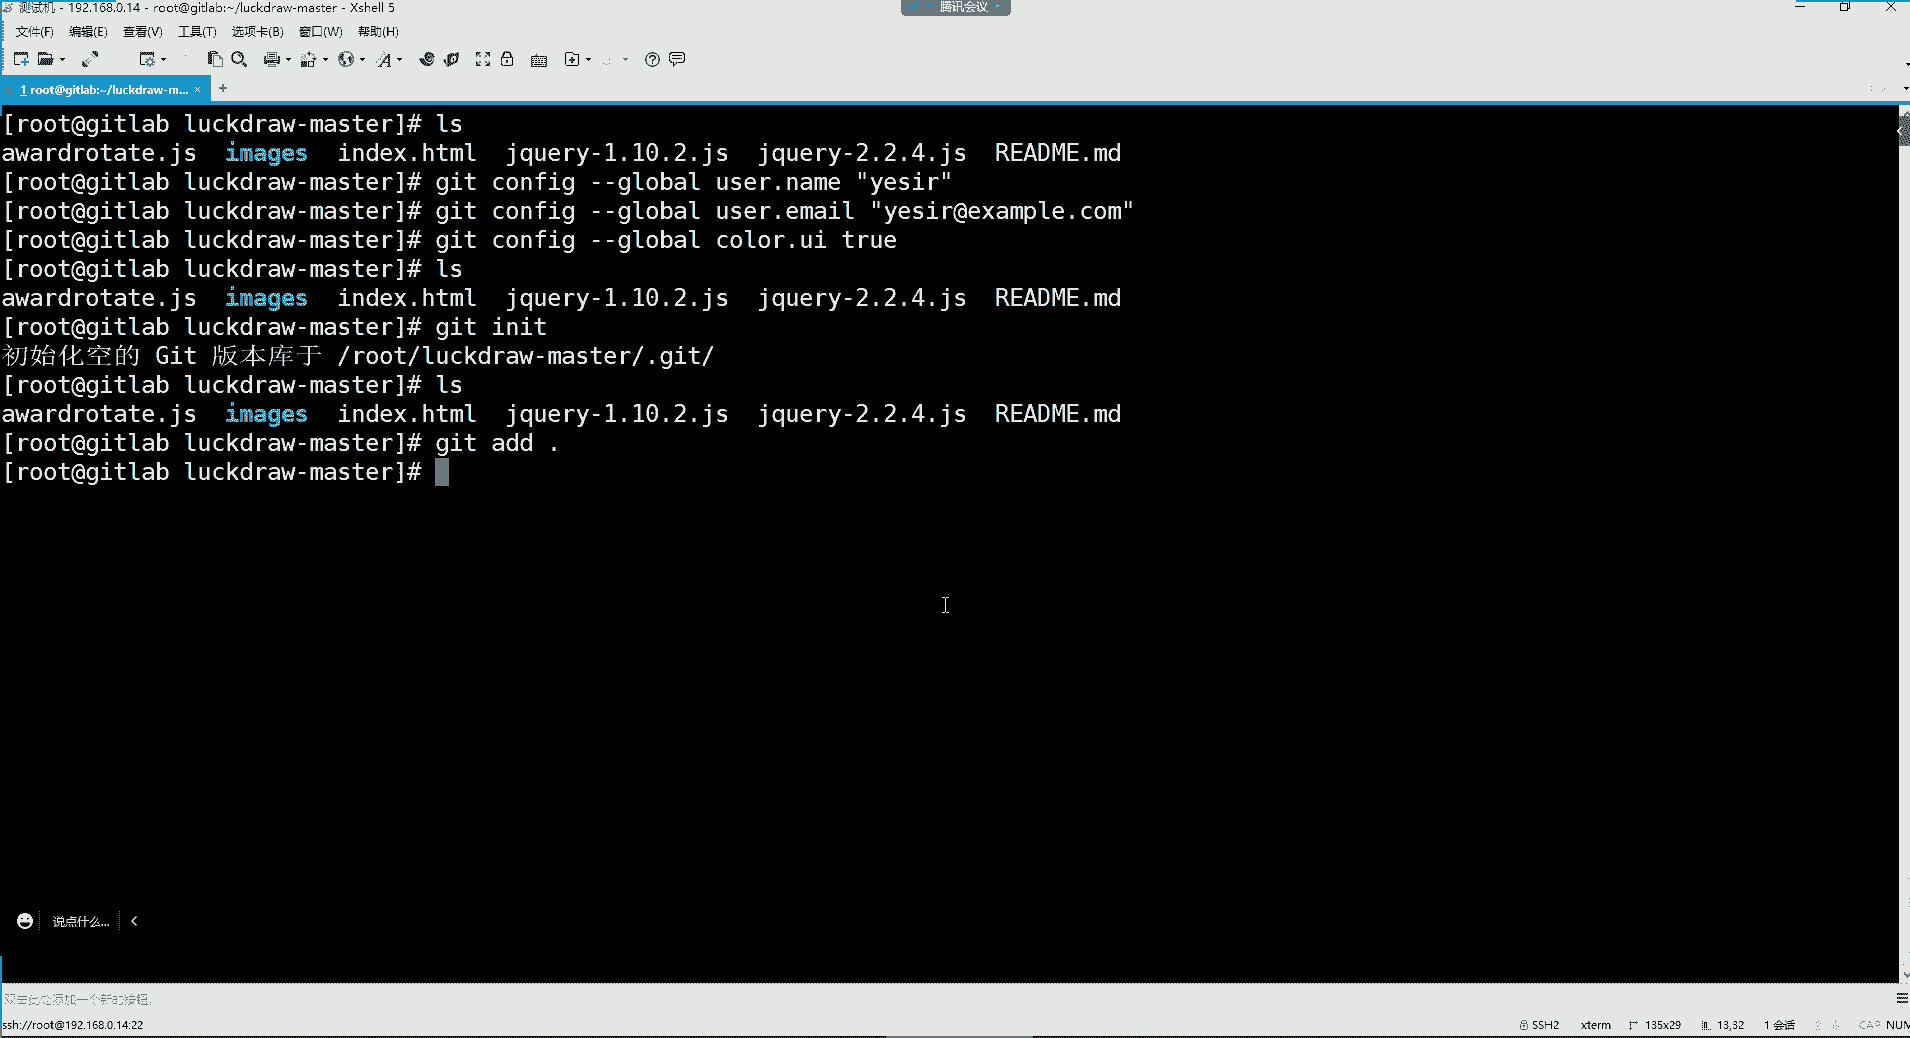 测试机 - 192.168.0.14 - root@gitlab:~/luckdraw-master - Xshell 5
腾讯会议
文件(F) 编辑(E) 查看(V) 工具(T) 选项卡(B) 窗口(W) 帮助(H)
1 root@gitlab:~/luckdraw-m... × +
[root@gitlab luckdraw-master]# ls
awardrotate.js images index.html jquery-1.10.2.js jquery-2.2.4.js README.md
[root@gitlab luckdraw-master]# git config --global user.name "yesir"
[root@gitlab luckdraw-master]# git config --global user.email "yesir@example.com"
[root@gitlab luckdraw-master]# git config --global color.ui true
[root@gitlab luckdraw-master]# ls
awardrotate.js images index.html jquery-1.10.2.js jquery-2.2.4.js README.md
[root@gitlab luckdraw-master]# git init
初始化空的 Git 版本库于 /root/luckdraw-master/.git/
[root@gitlab luckdraw-master]# ls
awardrotate.js images index.html jquery-1.10.2.js jquery-2.2.4.js README.md
[root@gitlab luckdraw-master]# git add .
[root@gitlab luckdraw-master]#
说点什么...
ssh://root@192.168.0.14:22 SSH2 xterm 135x29 13,32 1 会话 CAP NUM